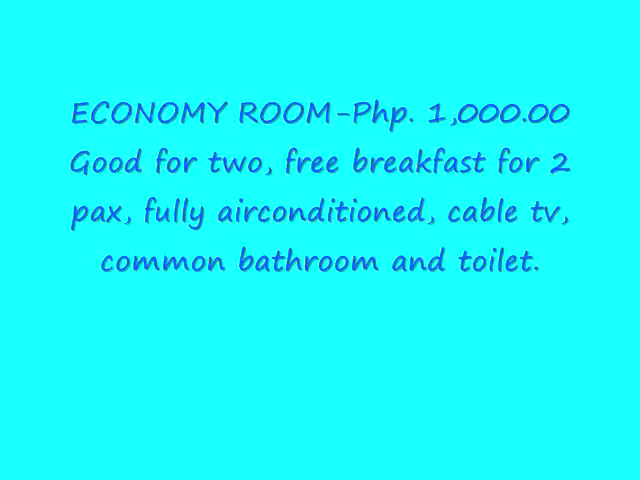 ECONOMY ROOM-Php. 1,000.00
Good for two, free breakfast for 2
pax, fully airconditioned, cable tv,
common bathroom and toilet.